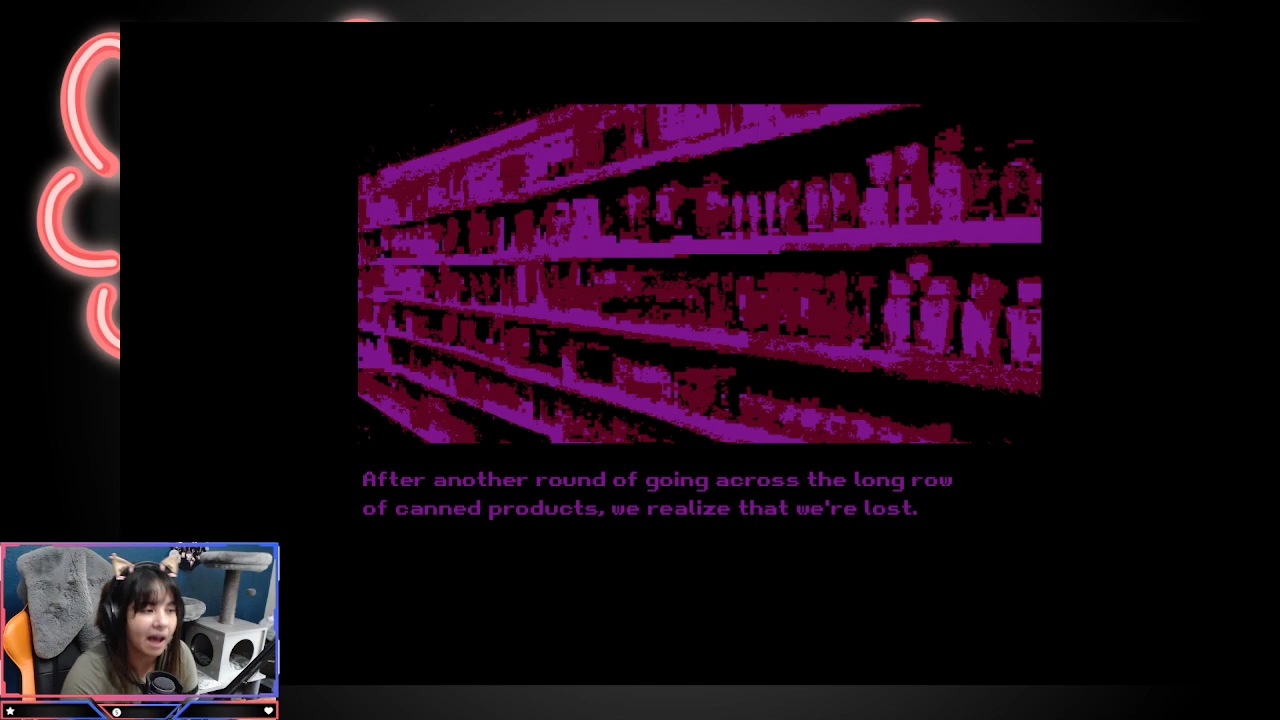 After another round of going across the long row
of canned products, we realize that we're lost.